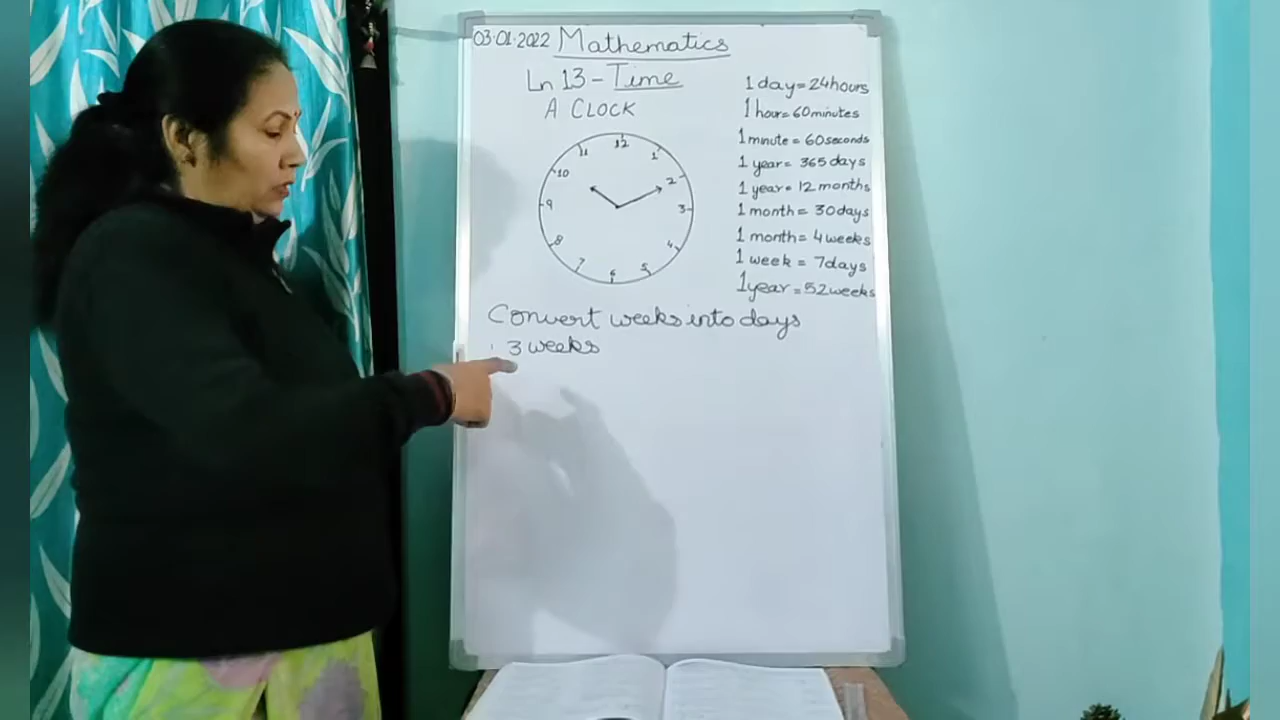 03.01.2022 Mathematics
Ln 13 - Time
A CLOCK
12
1
2
3
4
5
6
7
8
9
10
11
1 day = 24 hours
1 hour = 60 minutes
1 minute = 60 seconds
1 year = 365 days
1 year = 12 months
1 month = 30 days
1 month = 4 weeks
1 week = 7 days
1 year = 52 weeks
Convert weeks into days
3 weeks